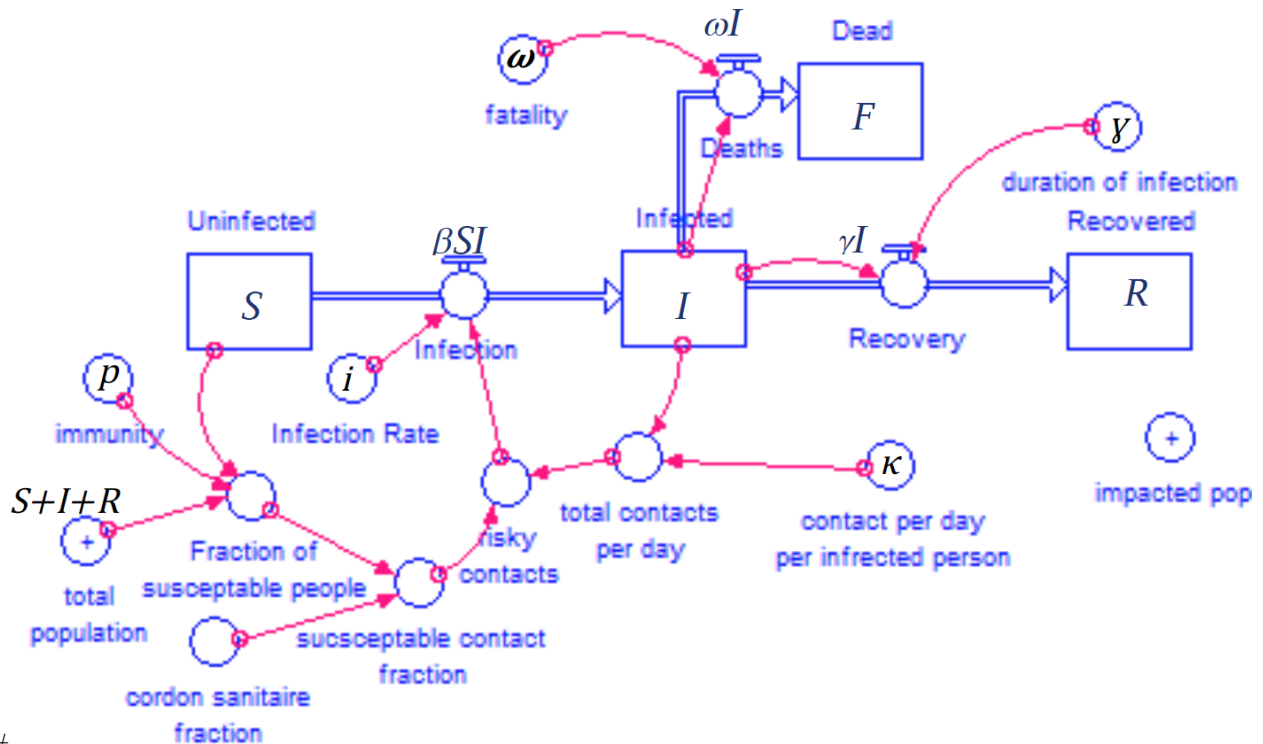 ωI
Dead
ω
fatality
F
Deaths
γ
duration of infection
Uninfected
βSI
Infected
γI
Recovered
S
I
R
Infection
Recovery
p
i
immunity
Infection Rate
κ
+
S+I+R
+
Fraction of
susceptable people
risky
contacts
total contacts
per day
contact per day
per infrected person
impacted pop
total
population
sucsceptable contact
fraction
cordon sanitaire
fraction